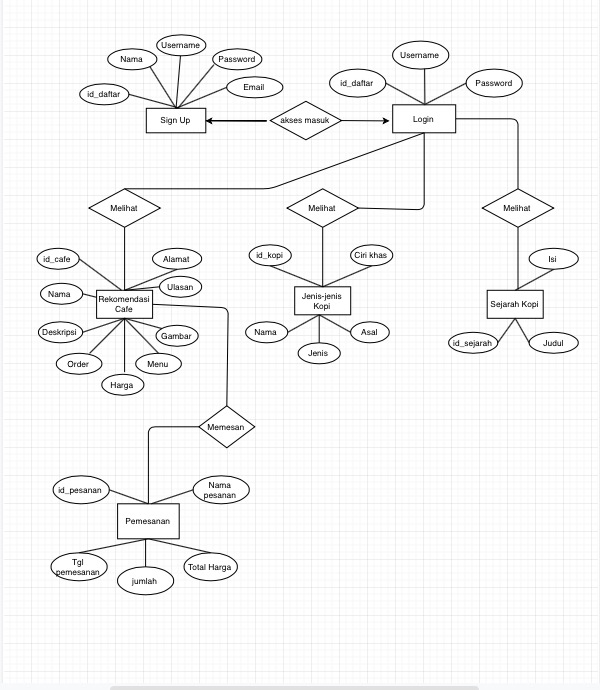 Username
Nama
Password
id_daftar
Email
Sign Up
akses masuk
Username
id_daftar
Password
Login
Melihat
Melihat
Melihat
id_cafe
Alamat
Nama
Ulasan
Rekomendasi
Cafe
Deskripsi
Gambar
Order
Menu
Harga
id_kopi
Ciri khas
Jenis-jenis
Kopi
Nama
Asal
Jenis
Isi
Sejarah Kopi
id_sejarah
Judul
Memesan
id_pesanan
Nama
pesanan
Pemesanan
Tgl
pemesanan
jumlah
Total Harga